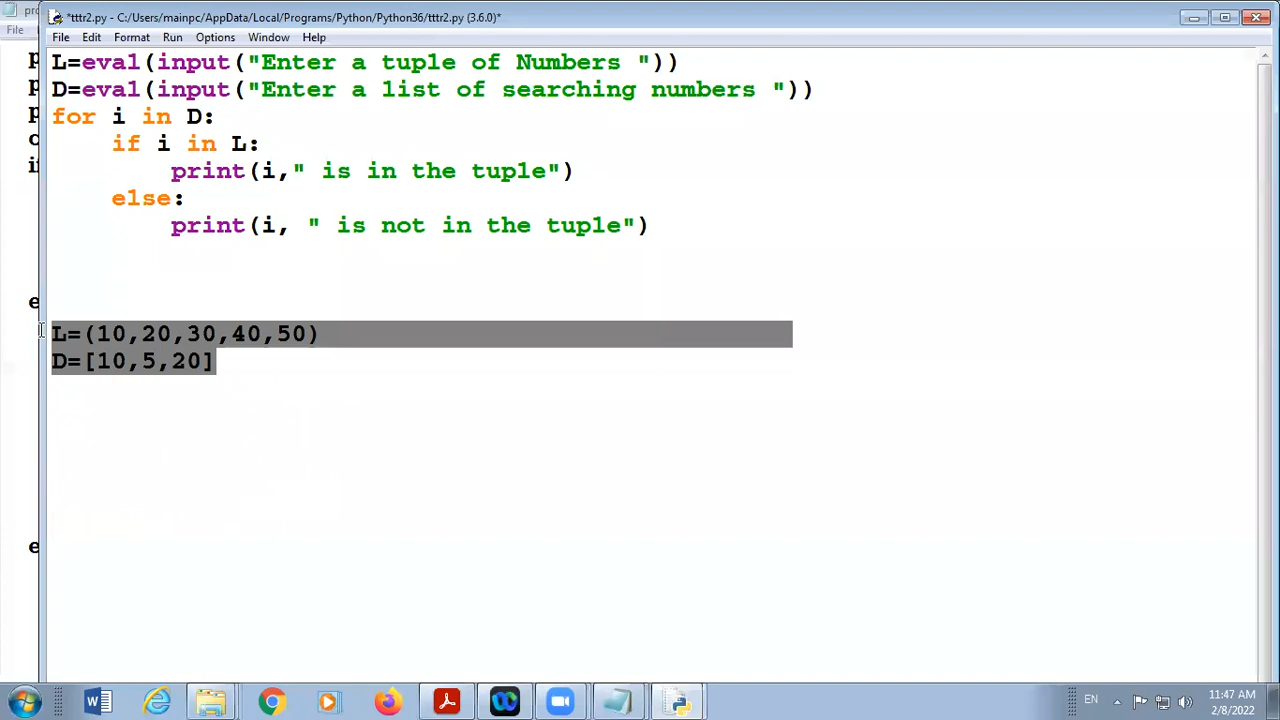 *tttr2.py - C:/Users/mainpc/AppData/Local/Programs/Python/Python36/tttr2.py (3.6.0)*
File
File Edit Format Run Options Window Help
L=eval(input("Enter a tuple of Numbers "))
D=eval(input("Enter a list of searching numbers "))
for i in D:
if i in L:
print(i," is in the tuple")
else:
print(i, " is not in the tuple")
L=(10,20,30,40,50)
D=[10,5,20]
EN
11:47 AM
2/8/2022